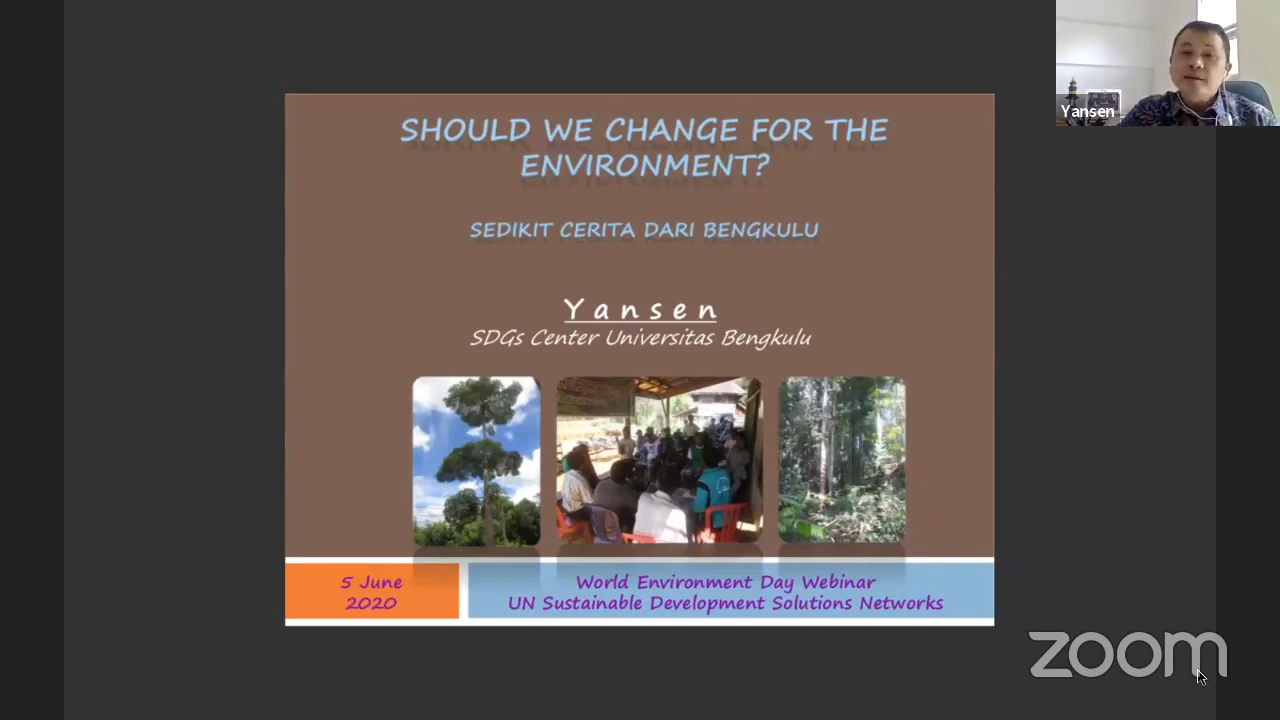 Yansen
SHOULD WE CHANGE FOR THE
ENVIRONMENT?
SEDIKIT CERITA DARI BENGKULU
Yansen
SDGs Center Universitas Bengkulu
5 June
2020
World Environment Day Webinar
UN Sustainable Development Solutions Networks
zoom